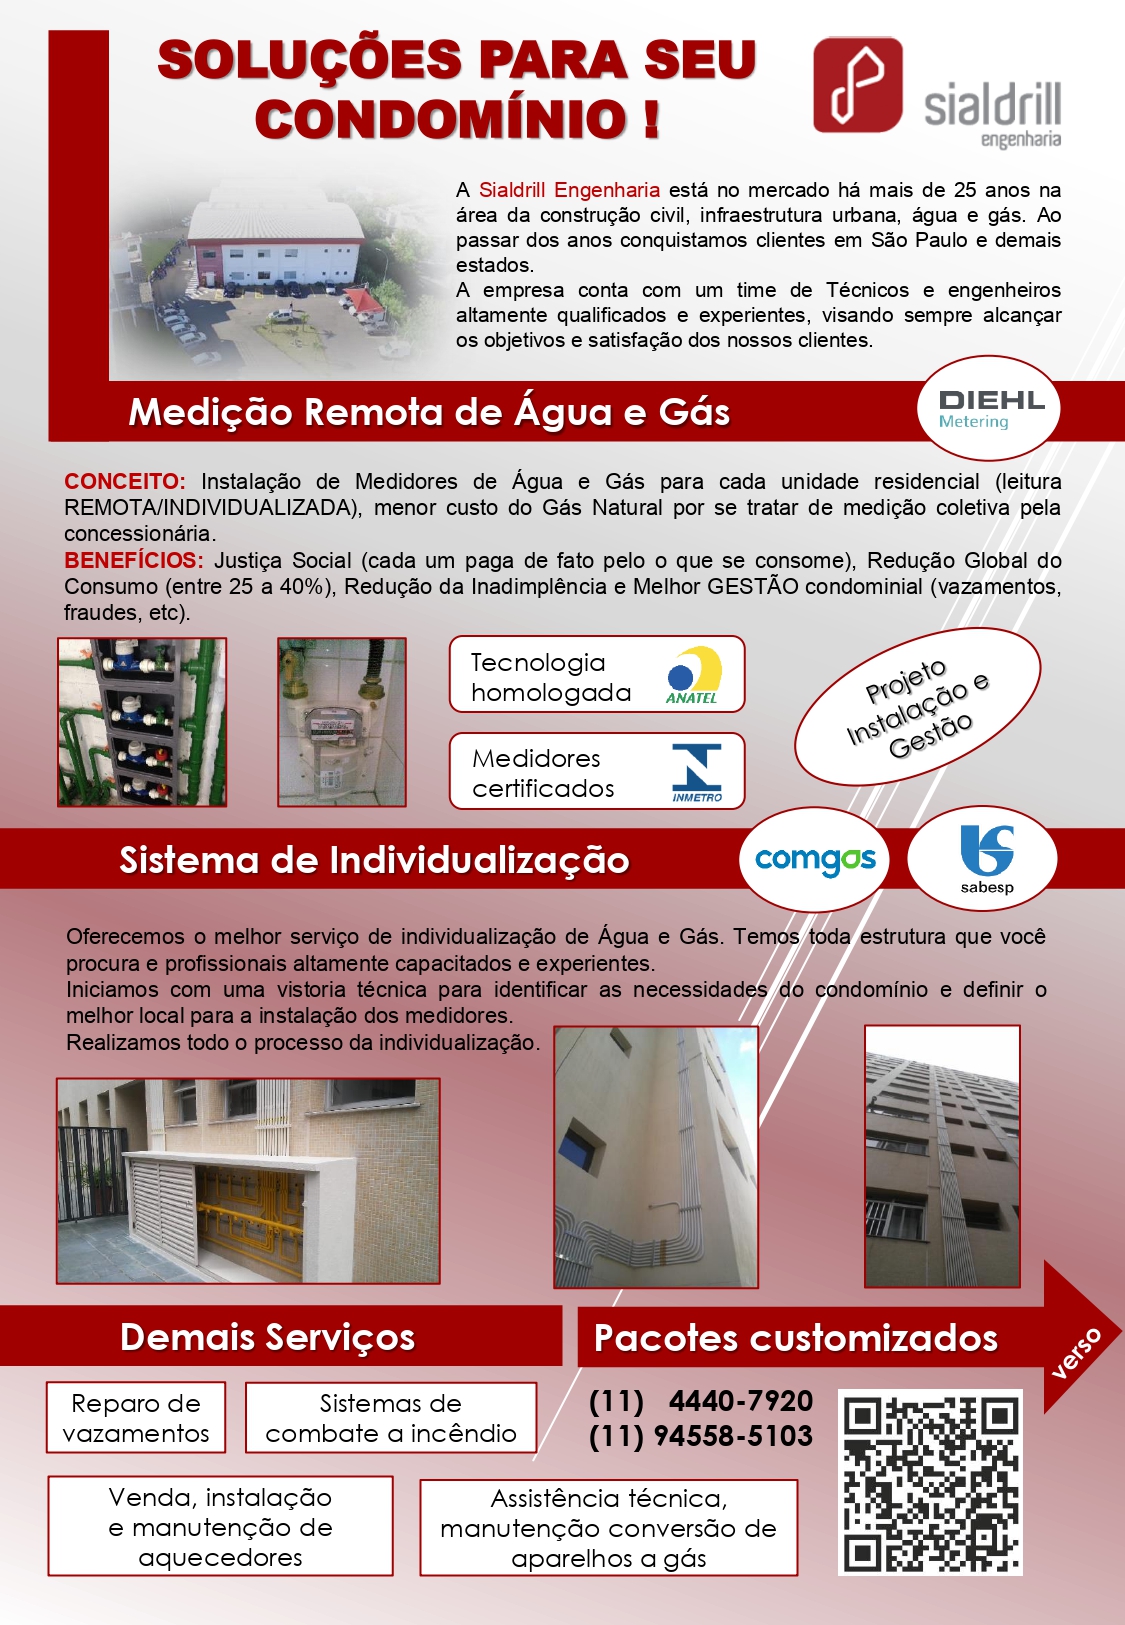 SOLUÇÕES PARA SEU
CONDOMÍNIO !
sialdrill
engenharia
A Sialdrill Engenharia está no mercado há mais de 25 anos na
área da construção civil, infraestrutura urbana, água e gás. Ao
passar dos anos conquistamos clientes em São Paulo e demais
estados.
A empresa conta com um time de Técnicos e engenheiros
altamente qualificados e experientes, visando sempre alcançar
os objetivos e satisfação dos nossos clientes.
Medição Remota de Água e Gás
DIEHL
Metering
CONCEITO: Instalação de Medidores de Água e Gás para cada unidade residencial (leitura
REMOTA/INDIVIDUALIZADA), menor custo do Gás Natural por se tratar de medição coletiva pela
concessionária.
BENEFÍCIOS: Justiça Social (cada um paga de fato pelo o que se consome), Redução Global do
Consumo (entre 25 a 40%), Redução da Inadimplência e Melhor GESTÃO condominial (vazamentos,
fraudes, etc).
Tecnologia
homologada
ANATEL
Medidores
certificados
INMETRO
Projeto
Instalação e
Gestão
Sistema de Individualização
comgas
sabesp
Oferecemos o melhor serviço de individualização de Água e Gás. Temos toda estrutura que você
procura e profissionais altamente capacitados e experientes.
Iniciamos com uma vistoria técnica para identificar as necessidades do condomínio e definir o
melhor local para a instalação dos medidores.
Realizamos todo o processo da individualização.
Demais Serviços
Pacotes customizados
verso
Reparo de
vazamentos
Sistemas de
combate a incêndio
(11) 4440-7920
(11) 94558-5103
Venda, instalação
e manutenção de
aquecedores
Assistência técnica,
manutenção conversão de
aparelhos a gás